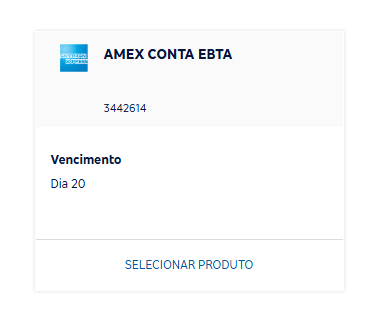 AMEX CONTA EBTA
3442614
Vencimento
Dia 20
SELECIONAR PRODUTO